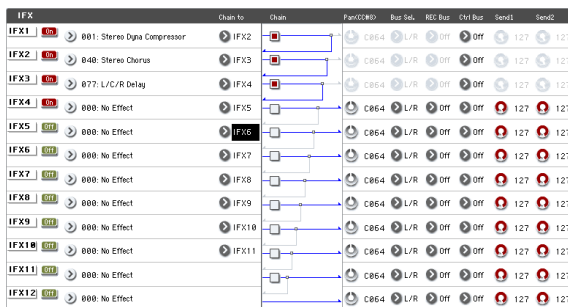 IFX Chain to Chain Pan(CC#8) Bus Sel. REC Bus Ctrl Bus Send1 Send2
IFX1 On 001: Stereo Dyna Compressor IFX2 C064 L/R Off Off 127 127
IFX2 On 040: Stereo Chorus IFX3 C064 L/R Off Off 127 127
IFX3 On 077: L/C/R Delay IFX4 C064 L/R Off Off 127 127
IFX4 On 000: No Effect IFX5 C064 L/R Off Off 127 127
IFX5 Off 000: No Effect IFX6 C064 L/R Off Off 127 127
IFX6 Off 000: No Effect IFX7 C064 L/R Off Off 127 127
IFX7 Off 000: No Effect IFX8 C064 L/R Off Off 127 127
IFX8 Off 000: No Effect IFX9 C064 L/R Off Off 127 127
IFX9 Off 000: No Effect IFX10 C064 L/R Off Off 127 127
IFX10 Off 000: No Effect IFX11 C064 L/R Off Off 127 127
IFX11 Off 000: No Effect C064 L/R Off Off 127 127
IFX12 Off 000: No Effect C064 L/R Off Off 127 127